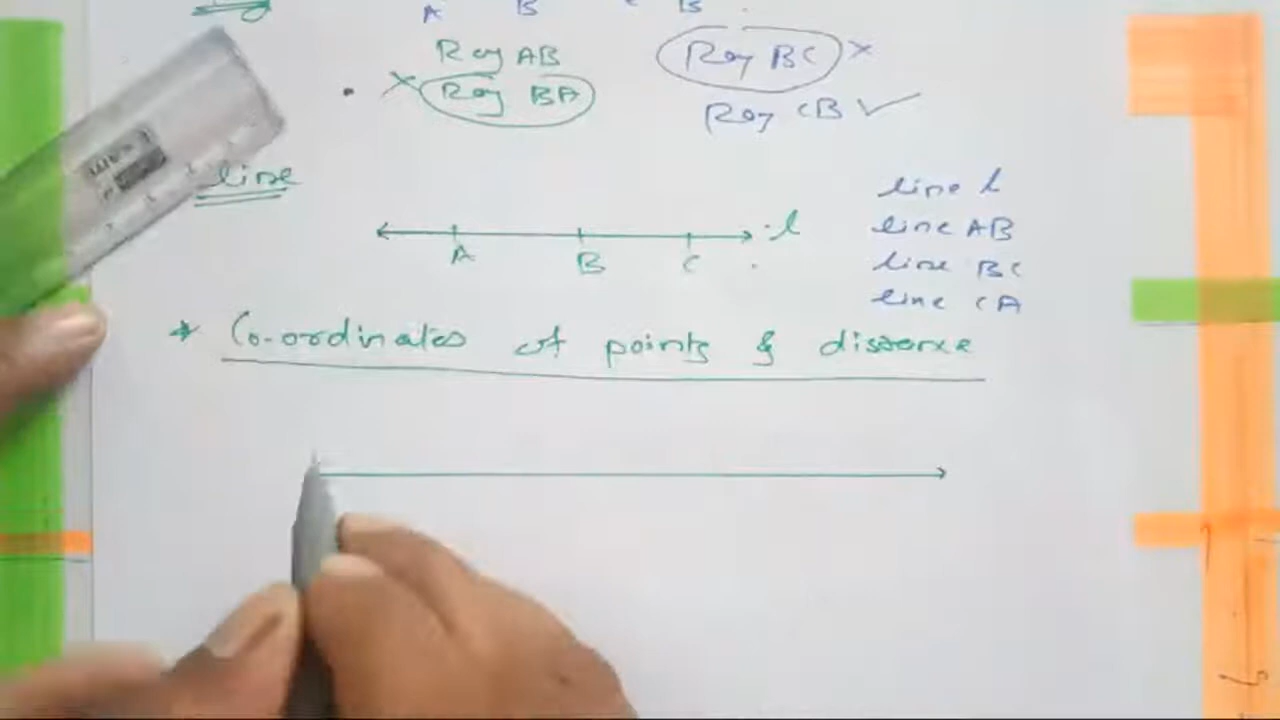 A B B
Ray AB
Ray BC ×
× Ray BA
Ray CB ✓
line
line l
l
line AB
A B C
line BC
line CA
* Co-ordinates of points & distance